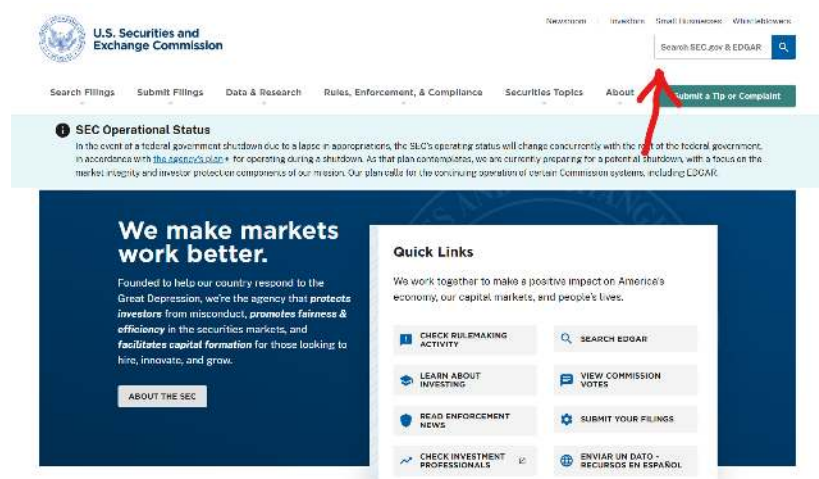 U.S. Securities and
Exchange Commission
Newsroom Investors Small Businesses Whistleblowers
Search SEC.gov & EDGAR
Search Filings Submit Filings Data & Research Rules, Enforcement, & Compliance Securities Topics About Submit a Tip or Complaint
SEC Operational Status
In the event of a federal government shutdown due to a lapse in appropriations, the SEC's operating status will change concurrently with the rest of the federal government,
in accordance with the agency's plan for operating during a shutdown. As that plan contemplates, we are currently preparing for a potential shutdown, with a focus on the
market integrity and investor protection components of our mission. Our plan calls for the continuing operation of certain Commission systems, including EDGAR.
We make markets
work better.
Founded to help our country respond to the
Great Depression, we're the agency that protects
investors from misconduct, promotes fairness &
efficiency in the securities markets, and
facilitates capital formation for those looking to
hire, innovate, and grow.
ABOUT THE SEC
Quick Links
We work together to make a positive impact on America's
economy, our capital markets, and people's lives.
CHECK RULEMAKING
ACTIVITY
SEARCH EDGAR
LEARN ABOUT
INVESTING
VIEW COMMISSION
VOTES
READ ENFORCEMENT
NEWS
SUBMIT YOUR FILINGS
CHECK INVESTMENT
PROFESSIONALS
ENVIAR UN DATO -
RECURSOS EN ESPAÑOL